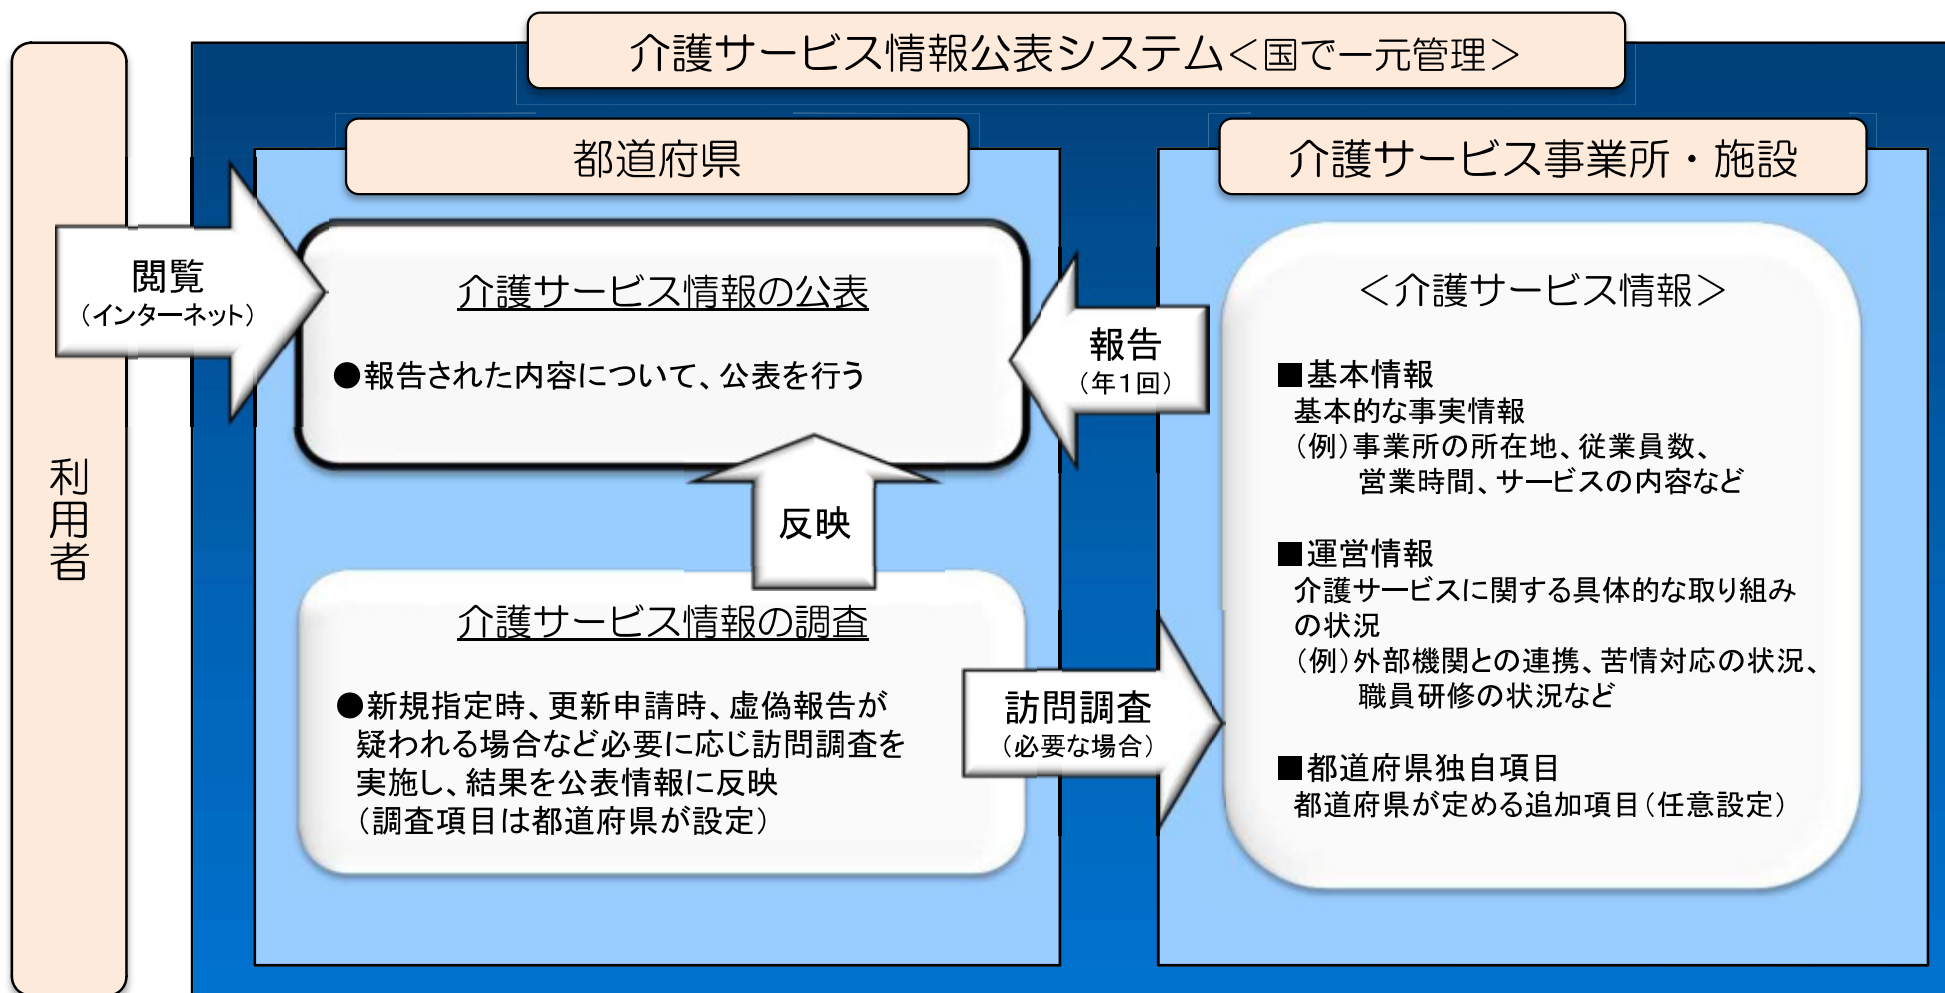 介護サービス情報公表システム＜国で一元管理＞
利用者
閲覧
（インターネット）
都道府県
介護サービス情報の公表
●報告された内容について、公表を行う
反映
介護サービス情報の調査
●新規指定時、更新申請時、虚偽報告が
疑われる場合など必要に応じ訪問調査を
実施し、結果を公表情報に反映
（調査項目は都道府県が設定）
報告
（年１回）
訪問調査
（必要な場合）
介護サービス事業所・施設
＜介護サービス情報＞
■基本情報
基本的な事実情報
（例）事業所の所在地、従業員数、
営業時間、サービスの内容など
■運営情報
介護サービスに関する具体的な取り組み
の状況
（例）外部機関との連携、苦情対応の状況、
職員研修の状況など
■都道府県独自項目
都道府県が定める追加項目（任意設定）